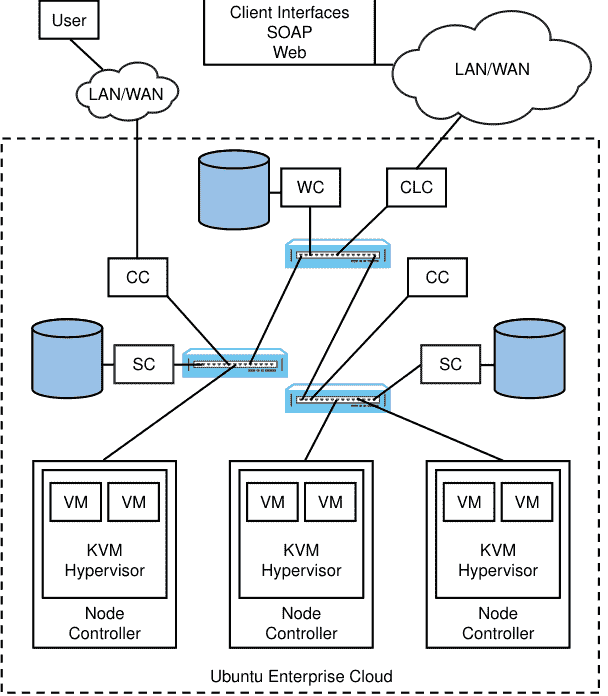 User
Client Interfaces
SOAP
Web
LAN/WAN
LAN/WAN
WC
CLC
CC
CC
SC
SC
VM
VM
KVM
Hypervisor
Node
Controller
VM
VM
KVM
Hypervisor
Node
Controller
VM
VM
KVM
Hypervisor
Node
Controller
Ubuntu Enterprise Cloud